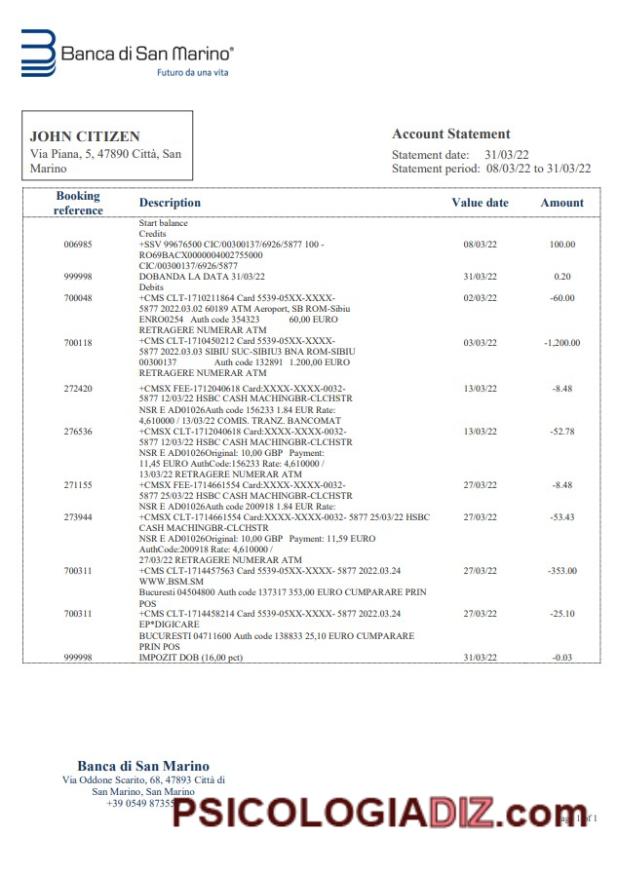 Banca di San Marino®
Futuro da una vita
JOHN CITIZEN
Via Piana, 5, 47890 Città, San
Marino
Account Statement
Statement date: 31/03/22
Statement period: 08/03/22 to 31/03/22
Booking reference Description Value date Amount
Start balance
Credits
006985 +SSV 99676500 CIC/00300137/6926/5877 100 - 08/03/22 100.00
RO69BACX0000004002755000
CIC/00300137/6926/5877
999998 DOBANDA LA DATA 31/03/22 31/03/22 0.20
Debits
700048 +CMS CLT-1710211864 Card 5539-05XX-XXXX- 02/03/22 -60.00
5877 2022.03.02 60189 ATM Aeroport, SB ROM-Sibiu
ENRO0254 Auth code 354323 60,00 EURO
RETRAGERE NUMERAR ATM
700118 +CMS CLT-1710450212 Card 5539-05XX-XXXX- 03/03/22 -1,200.00
5877 2022.03.03 SIBIU SUC-SIBIU3 BNA ROM-SIBIU
00300137 Auth code 132891 1.200,00 EURO
RETRAGERE NUMERAR ATM
272420 +CMSX FEE-1712040618 Card:XXXX-XXXX-0032- 13/03/22 -8.48
5877 12/03/22 HSBC CASH MACHINGBR-CLCHSTR
NSR E AD01026Auth code 156233 1.84 EUR Rate:
4,610000 / 13/03/22 COMIS. TRANZ. BANCOMAT
276536 +CMSX CLT-1712040618 Card:XXXX-XXXX-0032- 13/03/22 -52.78
5877 12/03/22 HSBC CASH MACHINGBR-CLCHSTR
NSR E AD01026Original: 10,00 GBP Payment:
11,45 EURO AuthCode:156233 Rate: 4,610000 /
13/03/22 RETRAGERE NUMERAR ATM
271155 +CMSX FEE-1714661554 Card:XXXX-XXXX-0032- 27/03/22 -8.48
5877 25/03/22 HSBC CASH MACHINGBR-CLCHSTR
NSR E AD01026Auth code 200918 1.84 EUR Rate:
273944 +CMSX CLT-1714661554 Card:XXXX-XXXX-0032- 5877 25/03/22 HSBC 27/03/22 -53.43
CASH MACHINGBR-CLCHSTR
NSR E AD01026Original: 10,00 GBP Payment: 11,59 EURO
AuthCode:200918 Rate: 4,610000 /
27/03/22 RETRAGERE NUMERAR ATM
700311 +CMS CLT-1714457563 Card 5539-05XX-XXXX- 5877 2022.03.24 27/03/22 -353.00
WWW.BSM.SM
Bucuresti 04504800 Auth code 137317 353,00 EURO CUMPARARE PRIN
POS
700311 +CMS CLT-1714458214 Card 5539-05XX-XXXX- 5877 2022.03.24 27/03/22 -25.10
EP*DIGICARE
BUCURESTI 04711600 Auth code 138833 25,10 EURO CUMPARARE
PRIN POS
999998 IMPOZIT DOB (16,00 pct) 31/03/22 -0.03
Banca di San Marino
Via Oddone Scarito, 68, 47893 Città di
San Marino, San Marino
+39 0549 87355
PSICOLOGIADIZ.com
1 of 1